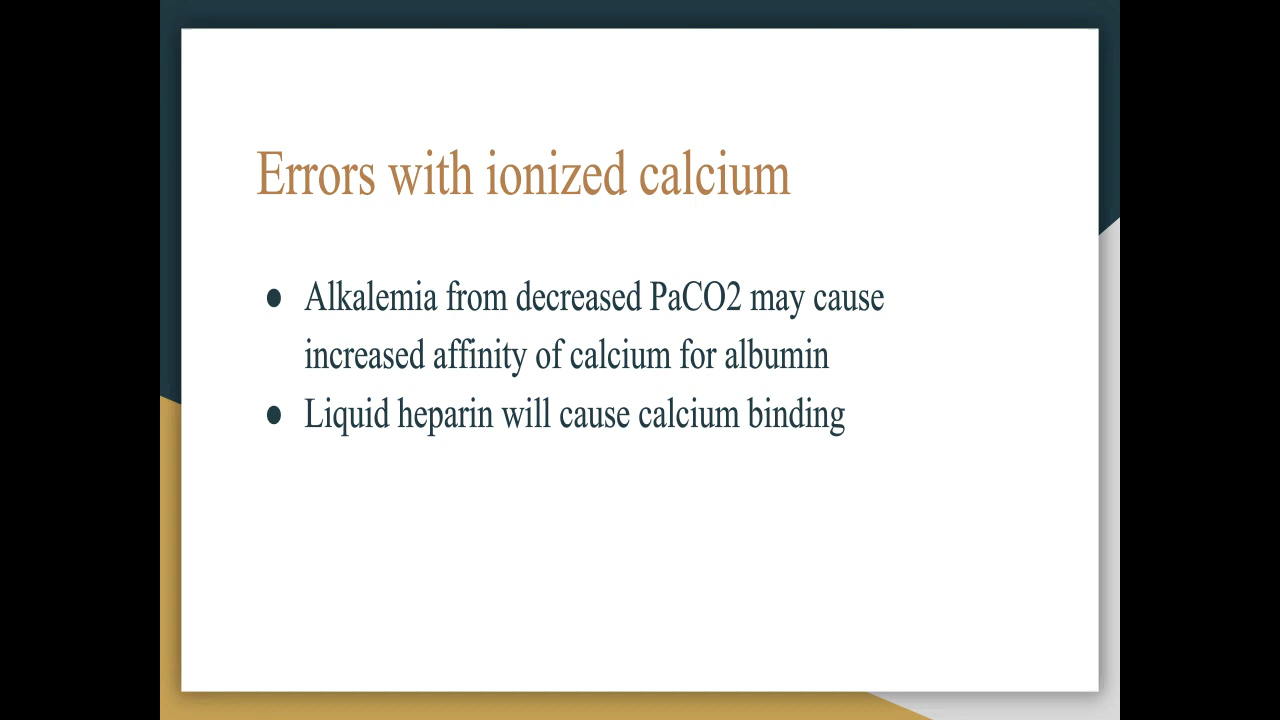 Errors with ionized calcium
● Alkalemia from decreased PaCO2 may cause
increased affinity of calcium for albumin
● Liquid heparin will cause calcium binding